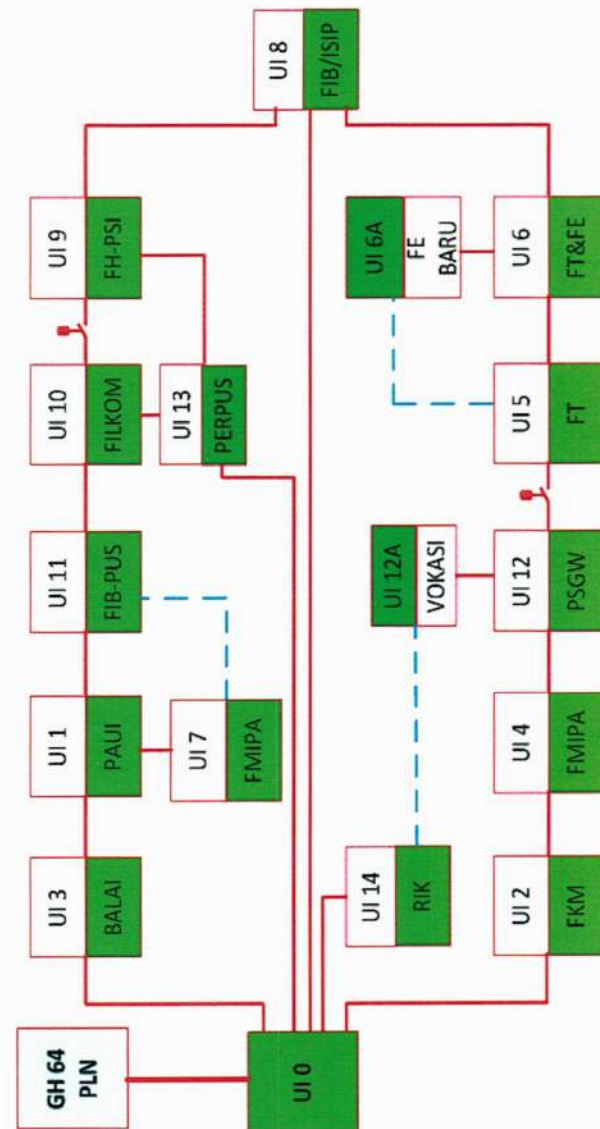 GH 64
PLN
UI 0
UI 3
BALAI
UI 1
PAUI
UI 11
FIB-PUS
UI 10
FILKOM
UI 9
FH-PSI
UI 8
FIB/ISIP
UI 7
FMIPA
UI 13
PERPUS
UI 14
RIK
UI 12A
VOKASI
UI 6A
FE
BARU
UI 2
FKM
UI 4
FMIPA
UI 12
PSGW
UI 5
FT
UI 6
FT&FE